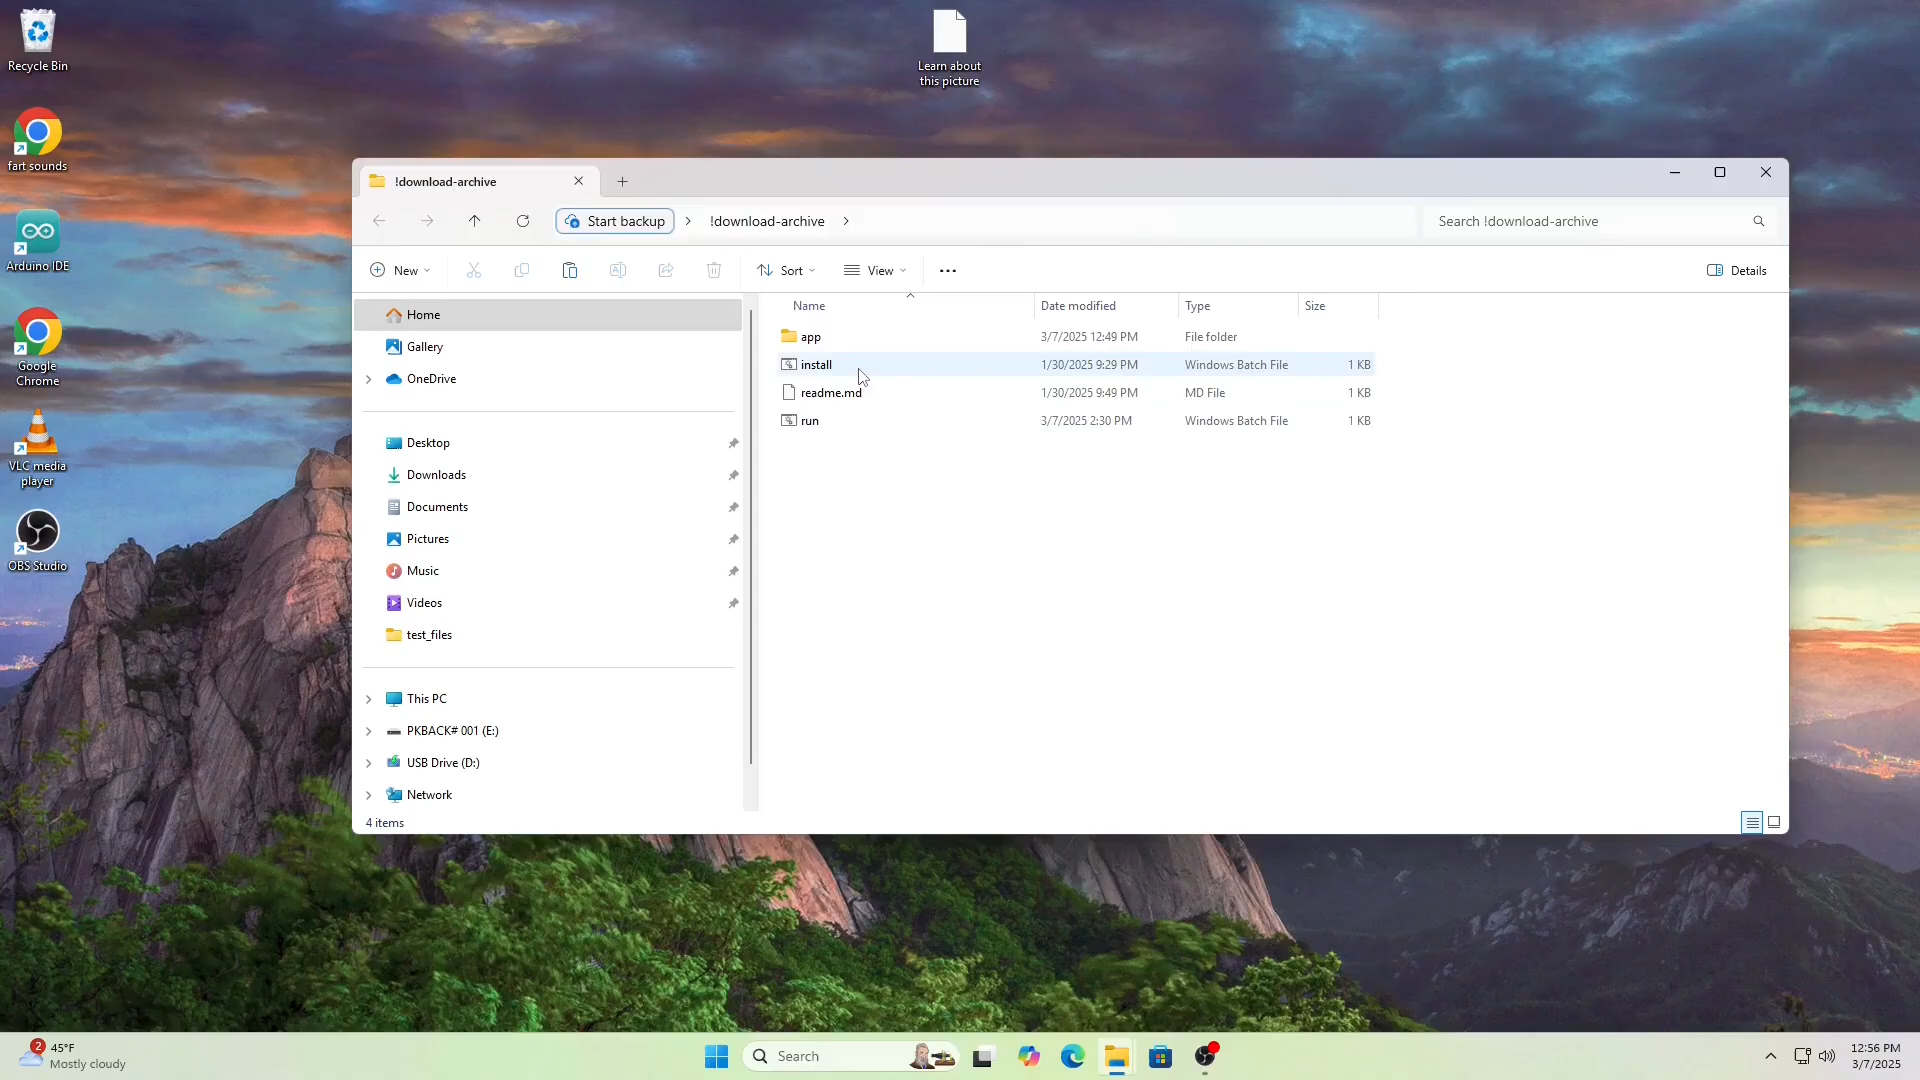 Recycle Bin
fart sounds
Arduino IDE
Google
Chrome
VLC media
player
OBS Studio
Learn about
this picture
!download-archive
Start backup
!download-archive
Search !download-archive
New
Sort
View
Details
Home
Gallery
OneDrive
Desktop
Downloads
Documents
Pictures
Music
Videos
test_files
This PC
PKBACK# 001 (E:)
USB Drive (D:)
Network
Name Date modified Type Size
app 3/7/2025 12:49 PM File folder
install 1/30/2025 9:29 PM Windows Batch File 1 KB
readme.md 1/30/2025 9:49 PM MD File 1 KB
run 3/7/2025 2:30 PM Windows Batch File 1 KB
4 items
2
45°F
Mostly cloudy
Search
12:56 PM
3/7/2025